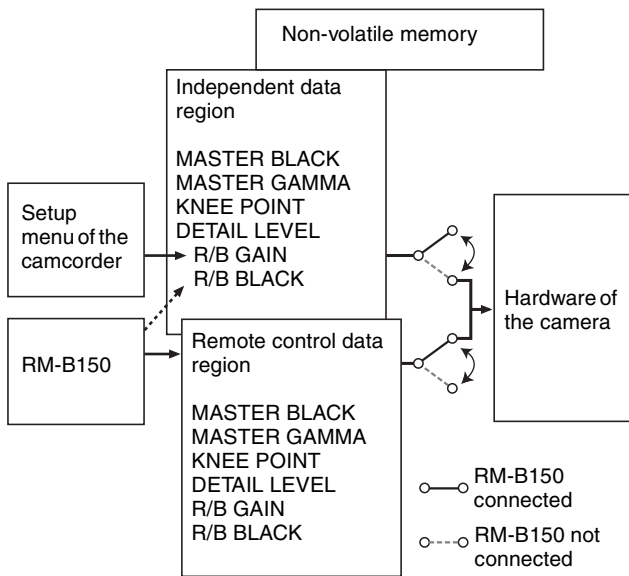 Non-volatile memory
Independent data
region
MASTER BLACK
MASTER GAMMA
KNEE POINT
DETAIL LEVEL
R/B GAIN
R/B BLACK
Setup
menu of the
camcorder
RM-B150
Remote control data
region
MASTER BLACK
MASTER GAMMA
KNEE POINT
DETAIL LEVEL
R/B GAIN
R/B BLACK
Hardware of
the camera
RM-B150
connected
RM-B150 not
connected